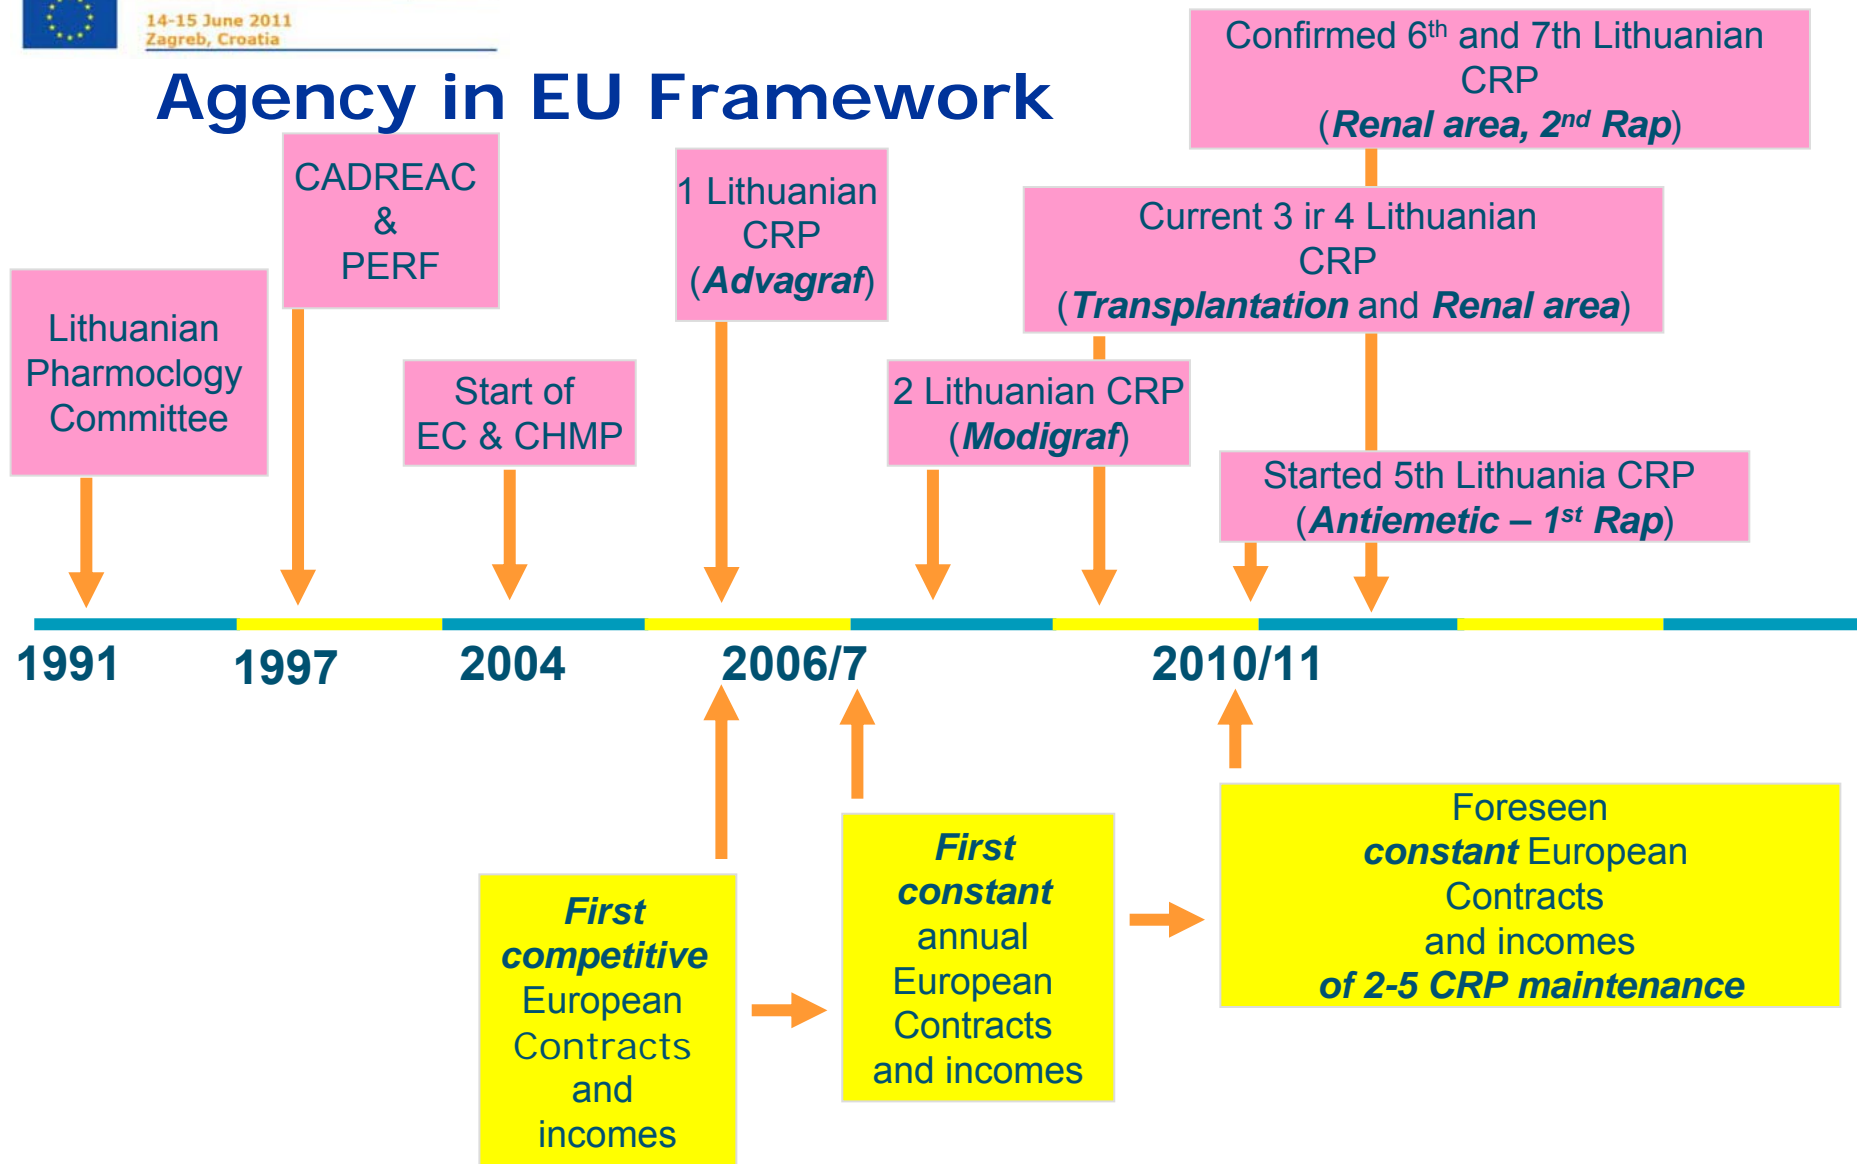 14-15 June 2011
Zagreb, Croatia
Agency in EU Framework
Lithuanian
Pharmoclogy
Committee
CADREAC
&
PERF
Start of
EC & CHMP
1 Lithuanian
CRP
(Advagraf)
2 Lithuanian CRP
(Modigraf)
Current 3 ir 4 Lithuanian
CRP
(Transplantation and Renal area)
Confirmed 6th and 7th Lithuanian
CRP
(Renal area, 2nd Rap)
Started 5th Lithuania CRP
(Antiemetic – 1st Rap)
1991
1997
2004
2006/7
2010/11
First
competitive
European
Contracts
and
incomes
First
constant
annual
European
Contracts
and incomes
Foreseen
constant European
Contracts
and incomes
of 2-5 CRP maintenance